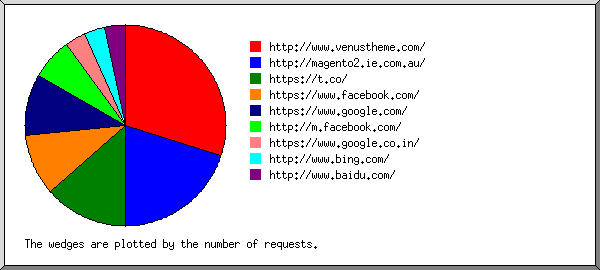 http://www.venustheme.com/
http://magento2.ie.com.au/
https://t.co/
https://www.facebook.com/
https://www.google.com/
http://m.facebook.com/
https://www.google.co.in/
http://www.bing.com/
http://www.baidu.com/
The wedges are plotted by the number of requests.